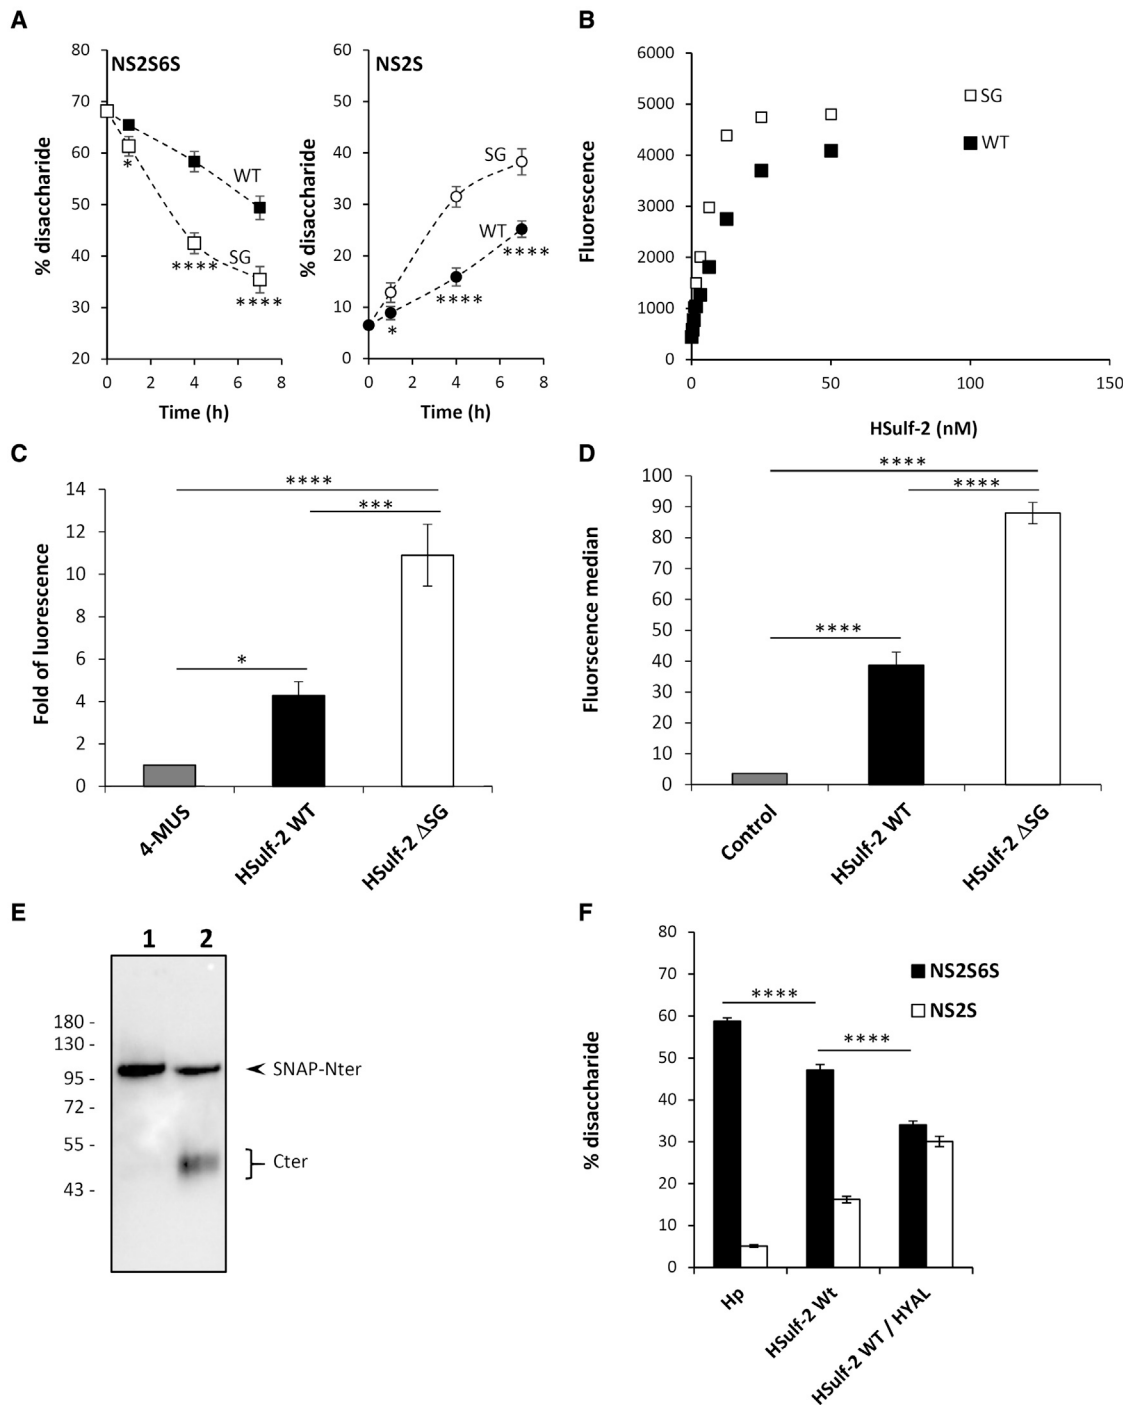 A
NS2S6S
80
70
60
50
40
30
20
% disaccharide
WT
SG
*
****
****
0 2 4 6 8
Time (h)
NS2S
60
50
40
30
20
10
0
% disaccharide
SG
WT
*
****
****
0 2 4 6 8
Time (h)
B
6000
5000
4000
3000
2000
1000
0
Fluorescence
SG
WT
0 50 100 150
HSulf-2 (nM)
C
14
12
10
8
6
4
2
0
Fold of luorescence
****
***
*
4-MUS
HSulf-2 WT
HSulf-2 ΔSG
D
100
90
80
70
60
50
40
30
20
10
0
Fluorscence median
****
****
****
Control
HSulf-2 WT
HSulf-2 ΔSG
E
1 2
180 -
130 -
95 -
72 -
55 -
43 -
SNAP-Nter
Cter
F
80
70
60
50
40
30
20
10
0
% disaccharide
NS2S6S
NS2S
****
****
Hp
HSulf-2 Wt
HSulf-2 WT / HYAL